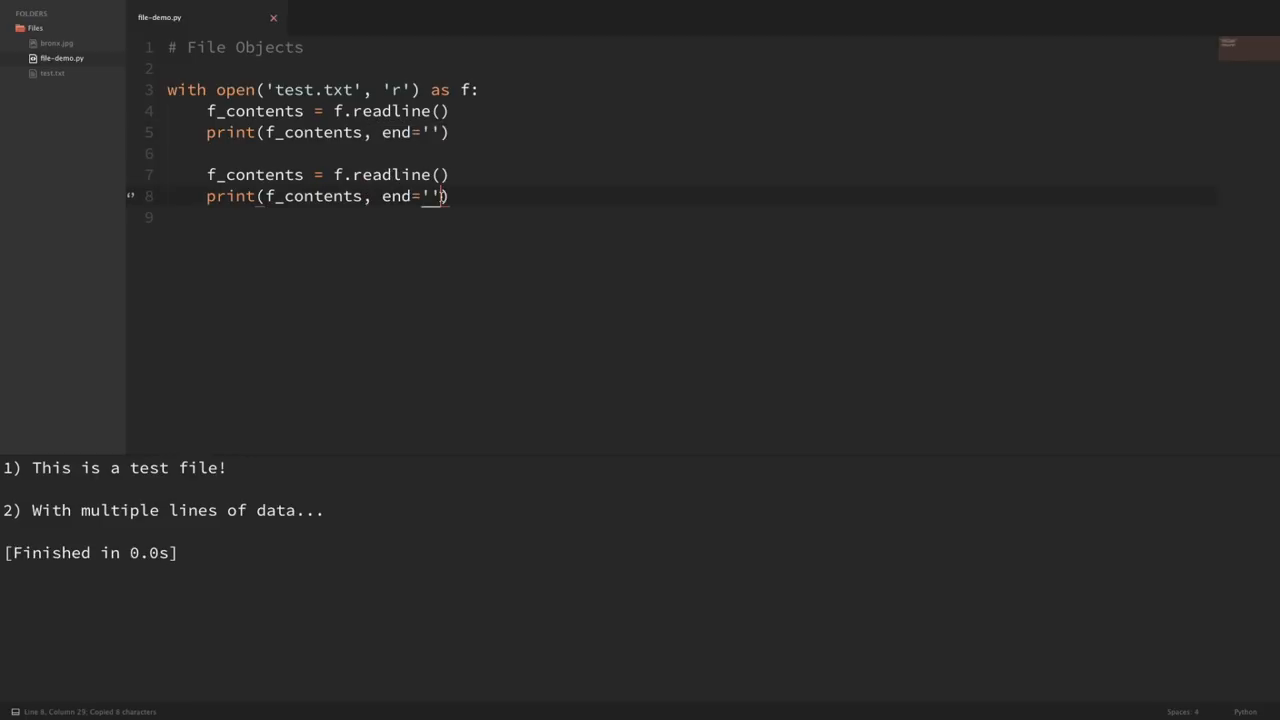 FOLDERS
Files
bronx.jpg
file-demo.py
test.txt
file-demo.py
1 # File Objects
2
3 with open('test.txt', 'r') as f:
4     f_contents = f.readline()
5     print(f_contents, end='')
6
7     f_contents = f.readline()
8     print(f_contents, end='')
9
1) This is a test file!
2) With multiple lines of data...
[Finished in 0.0s]
Line 8, Column 29; Copied 8 characters
Spaces: 4
Python